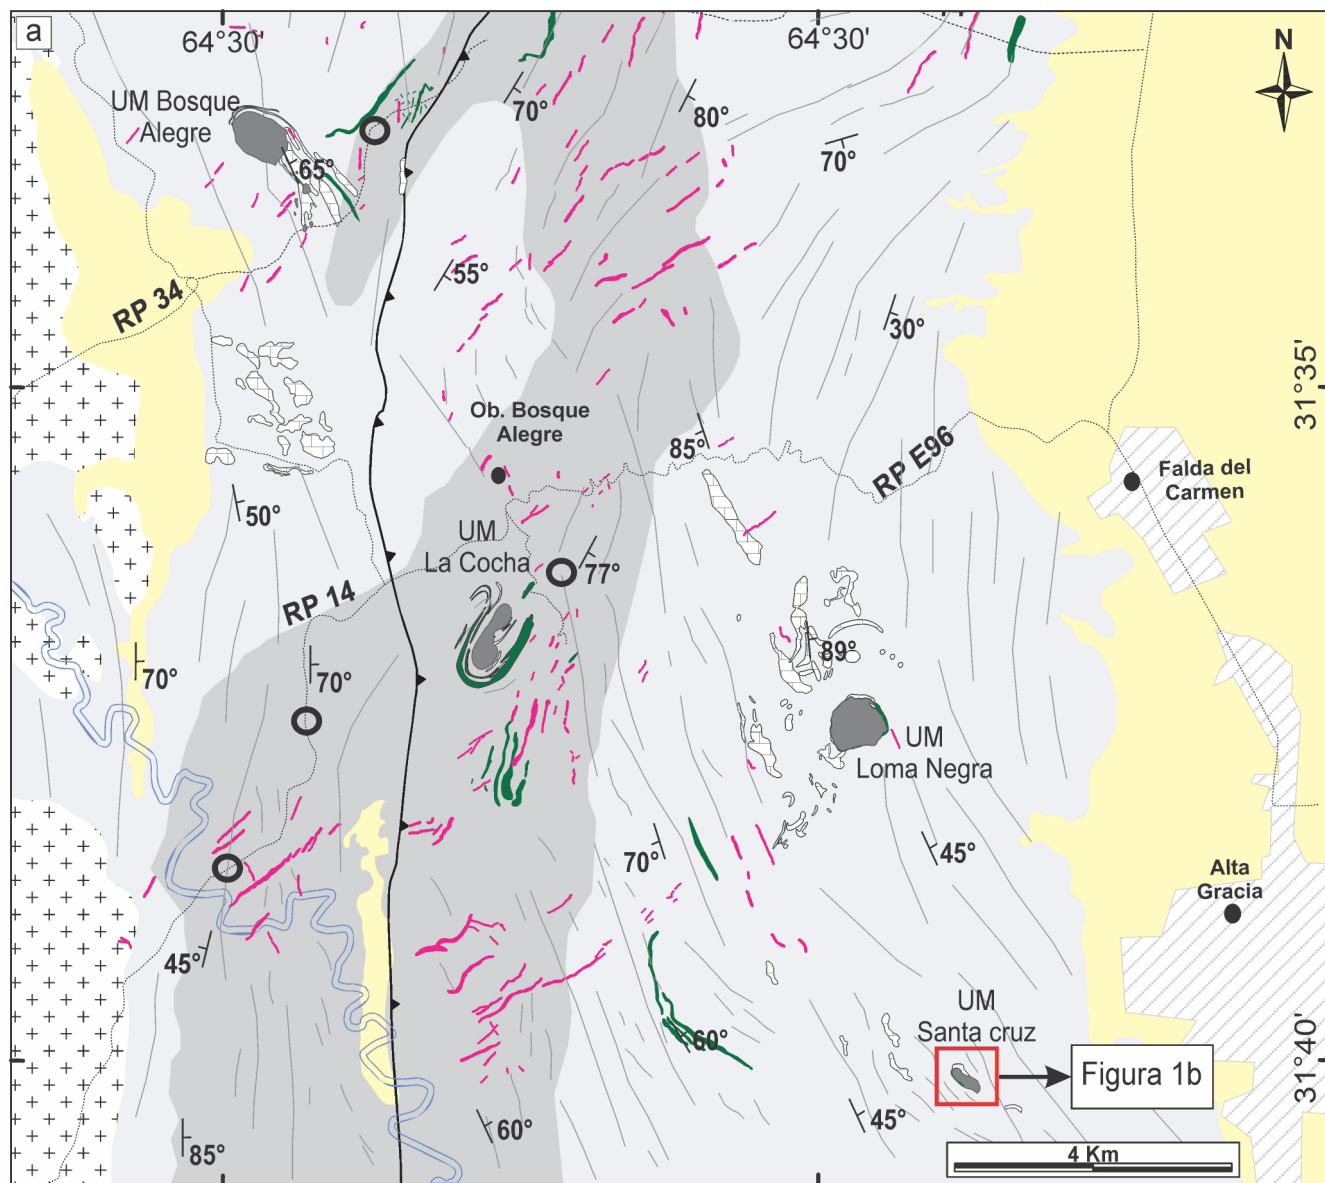 a
64°30'
64°30'
N
UM Bosque
Alegre
70°
80°
70°
65°
55°
RP 34
30°
31°35'
Ob. Bosque
Alegre
85°
RP E96
Falda del
Carmen
50°
UM
La Cocha
77°
RP 14
89°
70°
70°
UM
Loma Negra
70°
45°
Alta
Gracia
45°
UM
Santa cruz
60°
31°40'
Figura 1b
60°
45°
85°
4 Km